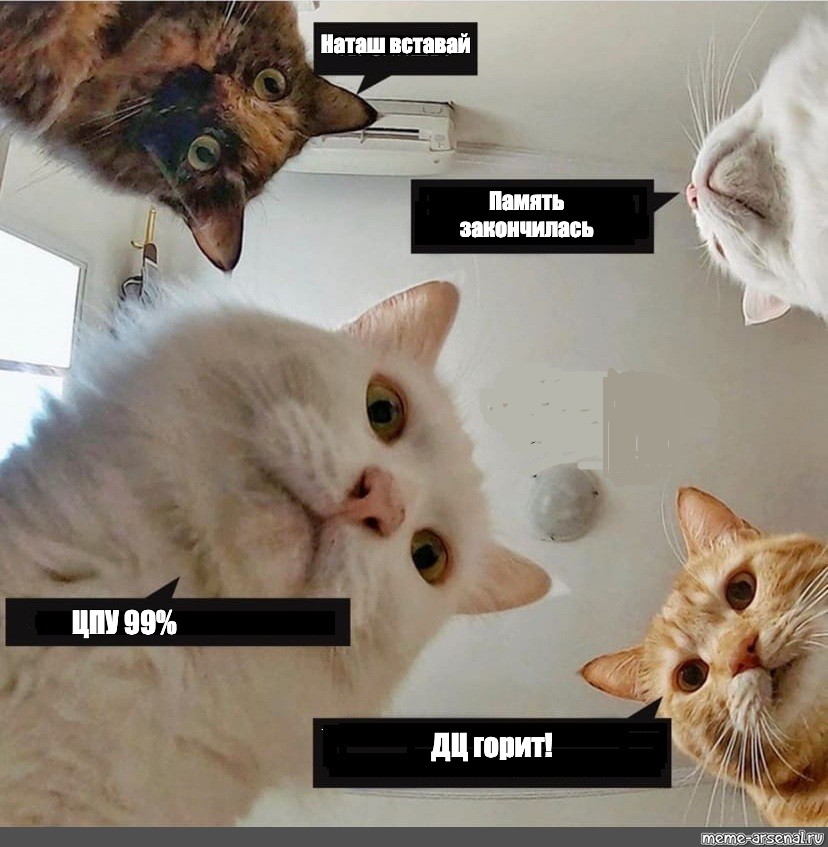 Наташ вставай
Память
закончилась
ЦПУ 99%
ДЦ горит!
meme-arsenal.ru